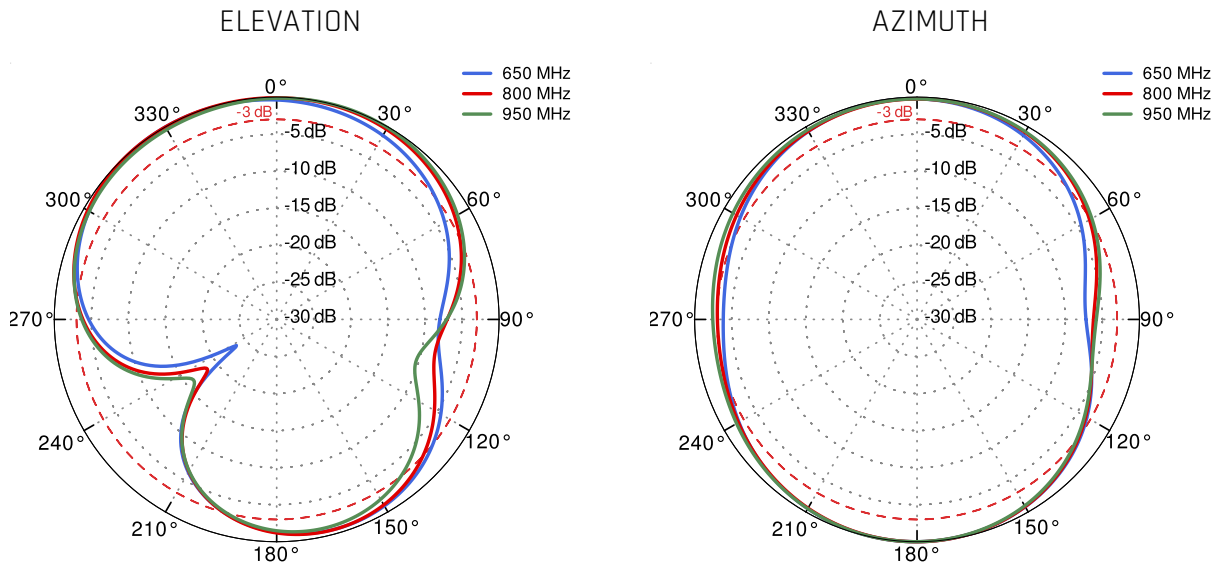 ELEVATION
650 MHz
800 MHz
950 MHz
0°
330°
-3 dB
30°
-5 dB
-10 dB
300°
60°
-15 dB
-20 dB
-25 dB
270°
-30 dB
90°
240°
120°
210°
150°
180°
AZIMUTH
650 MHz
800 MHz
950 MHz
0°
330°
-3 dB
30°
-5 dB
-10 dB
300°
60°
-15 dB
-20 dB
-25 dB
270°
-30 dB
90°
240°
120°
210°
150°
180°